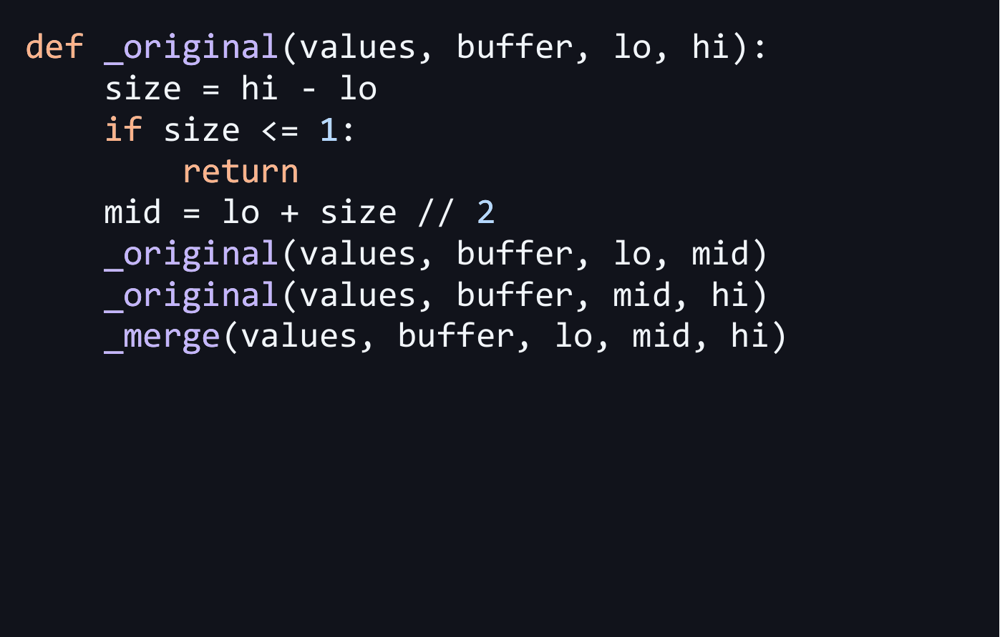 def _original(values, buffer, lo, hi):
    size = hi - lo
    if size <= 1:
        return
    mid = lo + size // 2
    _original(values, buffer, lo, mid)
    _original(values, buffer, mid, hi)
    _merge(values, buffer, lo, mid, hi)